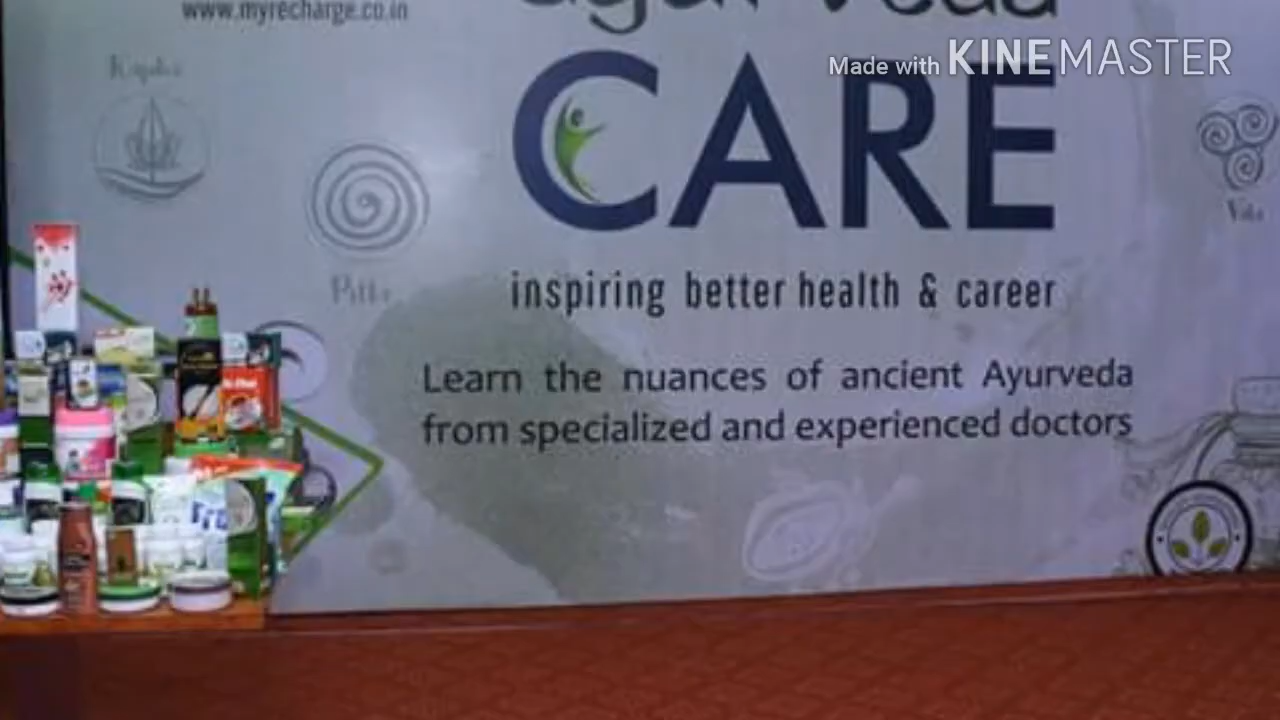 www.myrecharge.co.in
ayurveda
Made with KINEMASTER
CARE
Kapha
Pitta
Vata
inspiring better health & career
Learn the nuances of ancient Ayurveda
from specialized and experienced doctors